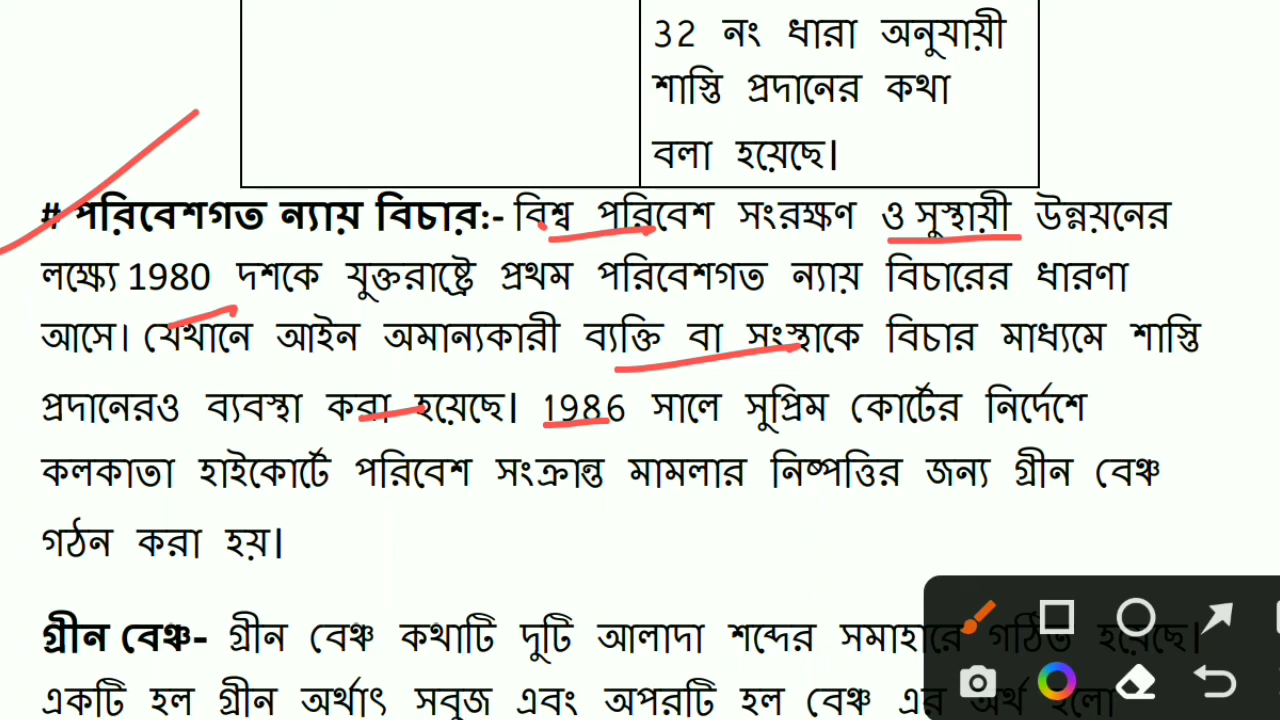 32 নং ধারা অনুযায়ী
শাস্তি প্রদানের কথা
বলা হয়েছে।
# পরিবেশগত ন্যায় বিচার:- বিশ্ব পরিবেশ সংরক্ষণ ও সুস্থায়ী উন্নয়নের
লক্ষ্যে 1980 দশকে যুক্তরাষ্ট্রে প্রথম পরিবেশগত ন্যায় বিচারের ধারণা
আসে। যেখানে আইন অমান্যকারী ব্যক্তি বা সংস্থাকে বিচার মাধ্যমে শাস্তি
প্রদানেরও ব্যবস্থা করা হয়েছে। 1986 সালে সুপ্রিম কোর্টের নির্দেশে
কলকাতা হাইকোর্টে পরিবেশ সংক্রান্ত মামলার নিষ্পত্তির জন্য গ্রীন বেঞ্চ
গঠন করা হয়।
গ্রীন বেঞ্চ- গ্রীন বেঞ্চ কথাটি দুটি আলাদা শব্দের সমাহারে গঠিত হয়েছে।
একটি হল গ্রীন অর্থাৎ সবুজ এবং অপরটি হল বেঞ্চ এর অর্থ হলো